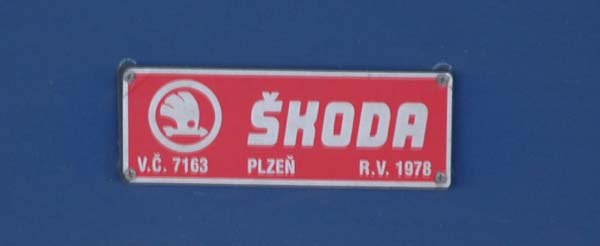 ŠKODA
V.Č. 7163 PLZEŇ R.V. 1978